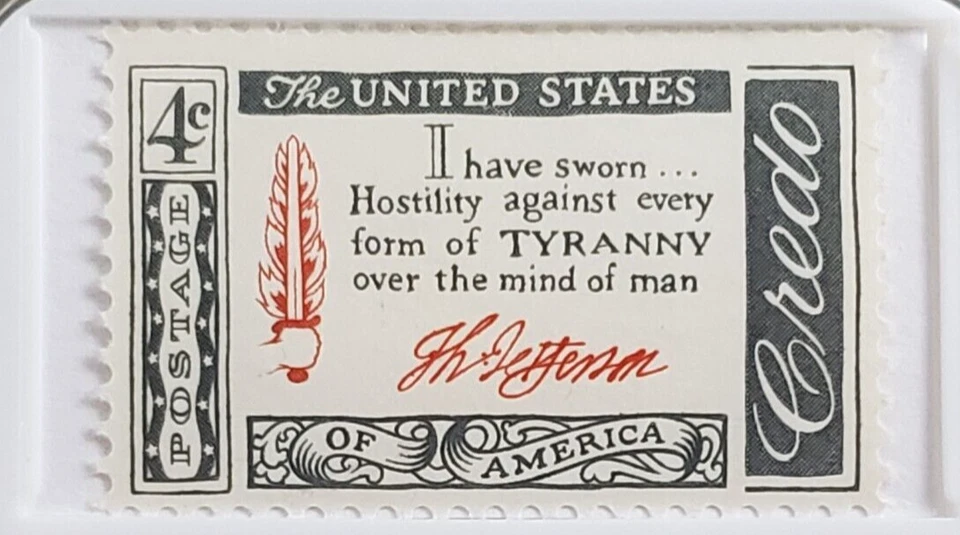 4c
POSTAGE
The UNITED STATES
I have sworn ...
Hostility against every
form of TYRANNY
over the mind of man
Th. Jefferson
OF AMERICA
Credo